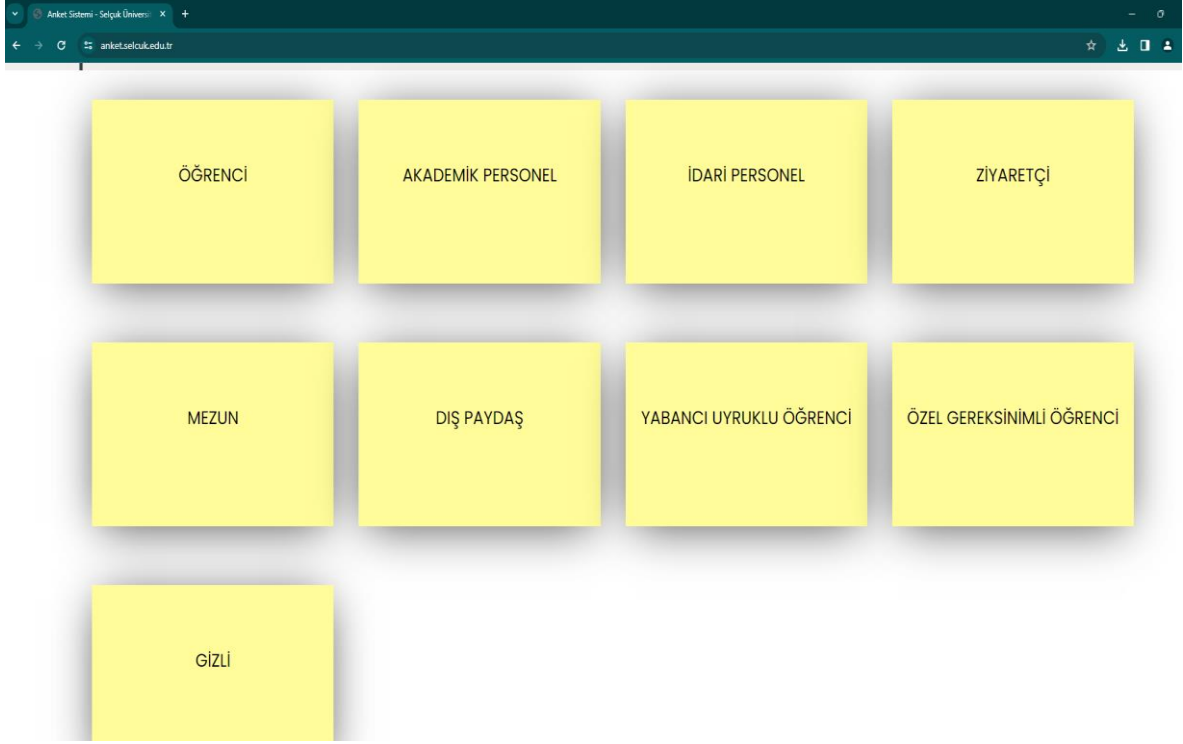 Anket Sistemi - Selçuk Üniversi
anket.selcuk.edu.tr
ÖĞRENCİ
AKADEMİK PERSONEL
İDARİ PERSONEL
ZİYARETÇİ
MEZUN
DIŞ PAYDAŞ
YABANCI UYRUKLU ÖĞRENCİ
ÖZEL GEREKSİNİMLİ ÖĞRENCİ
GİZLİ